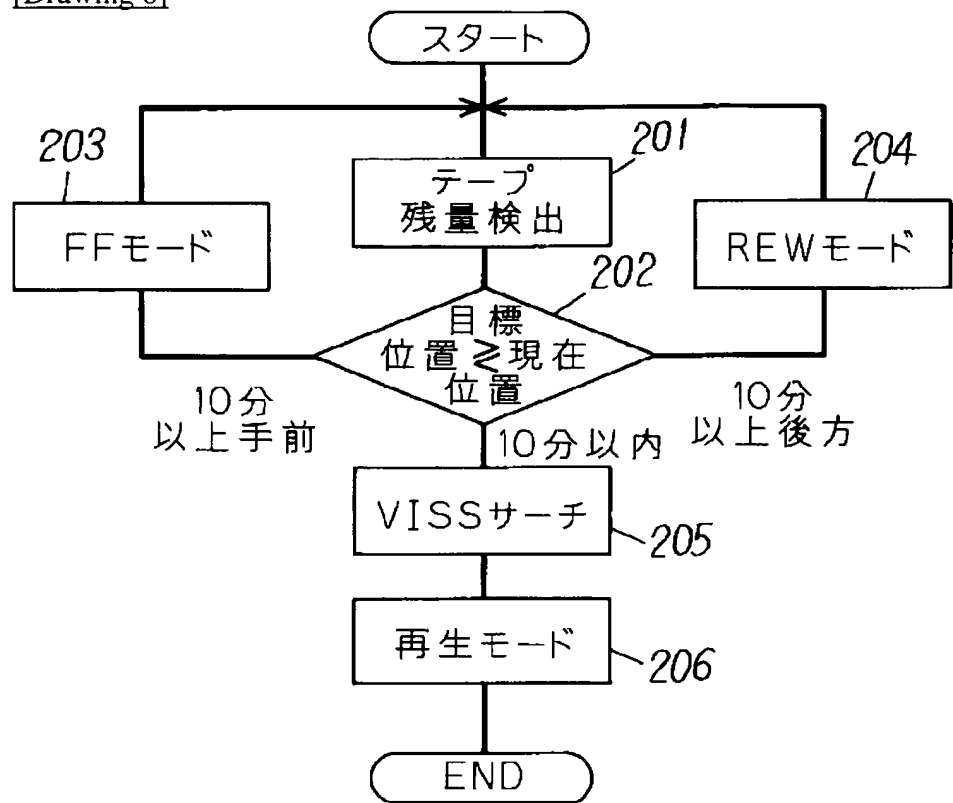 スタート
203
201
204
テープ
残量検出
FFモード
REWモード
202
目標
位置≷現在
位置
10分
以上手前
10分
以上後方
10分以内
VISSサーチ
205
再生モード
206
END